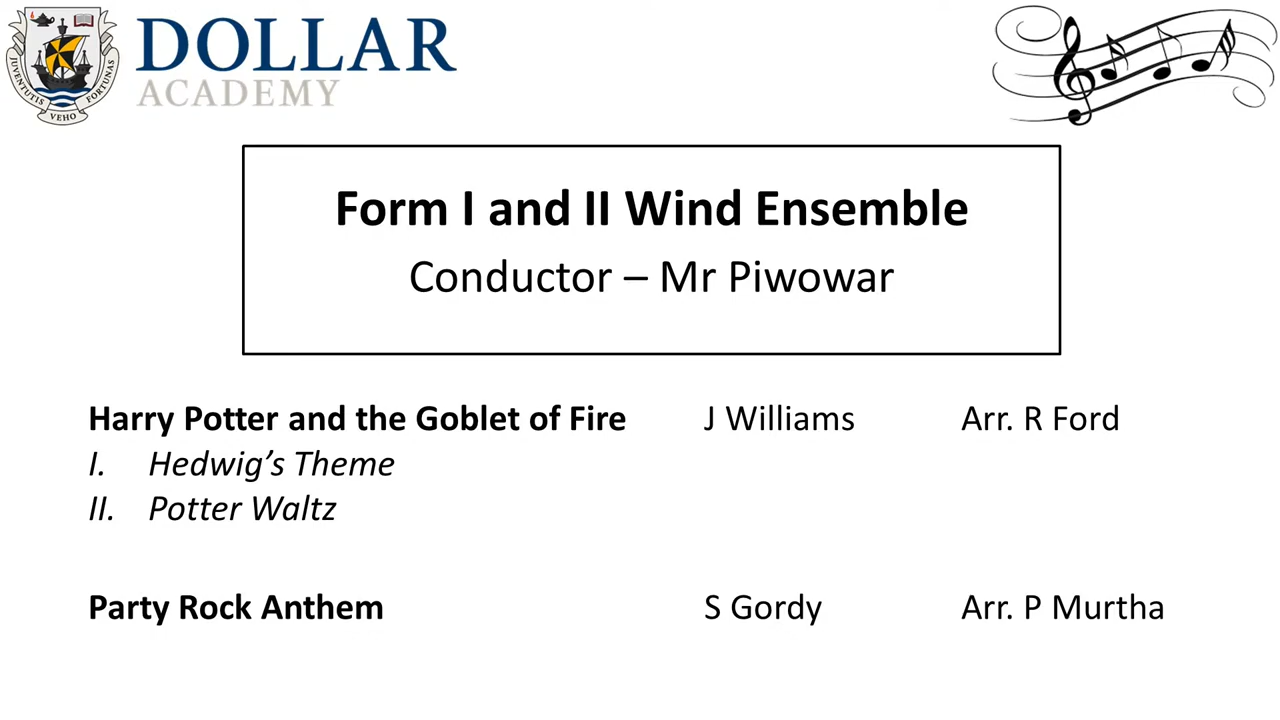 DOLLAR
ACADEMY
JUVENTUTIS VEHO FORTUNAS
Form I and II Wind Ensemble
Conductor – Mr Piwowar
Harry Potter and the Goblet of Fire J Williams Arr. R Ford
I. Hedwig’s Theme
II. Potter Waltz
Party Rock Anthem S Gordy Arr. P Murtha